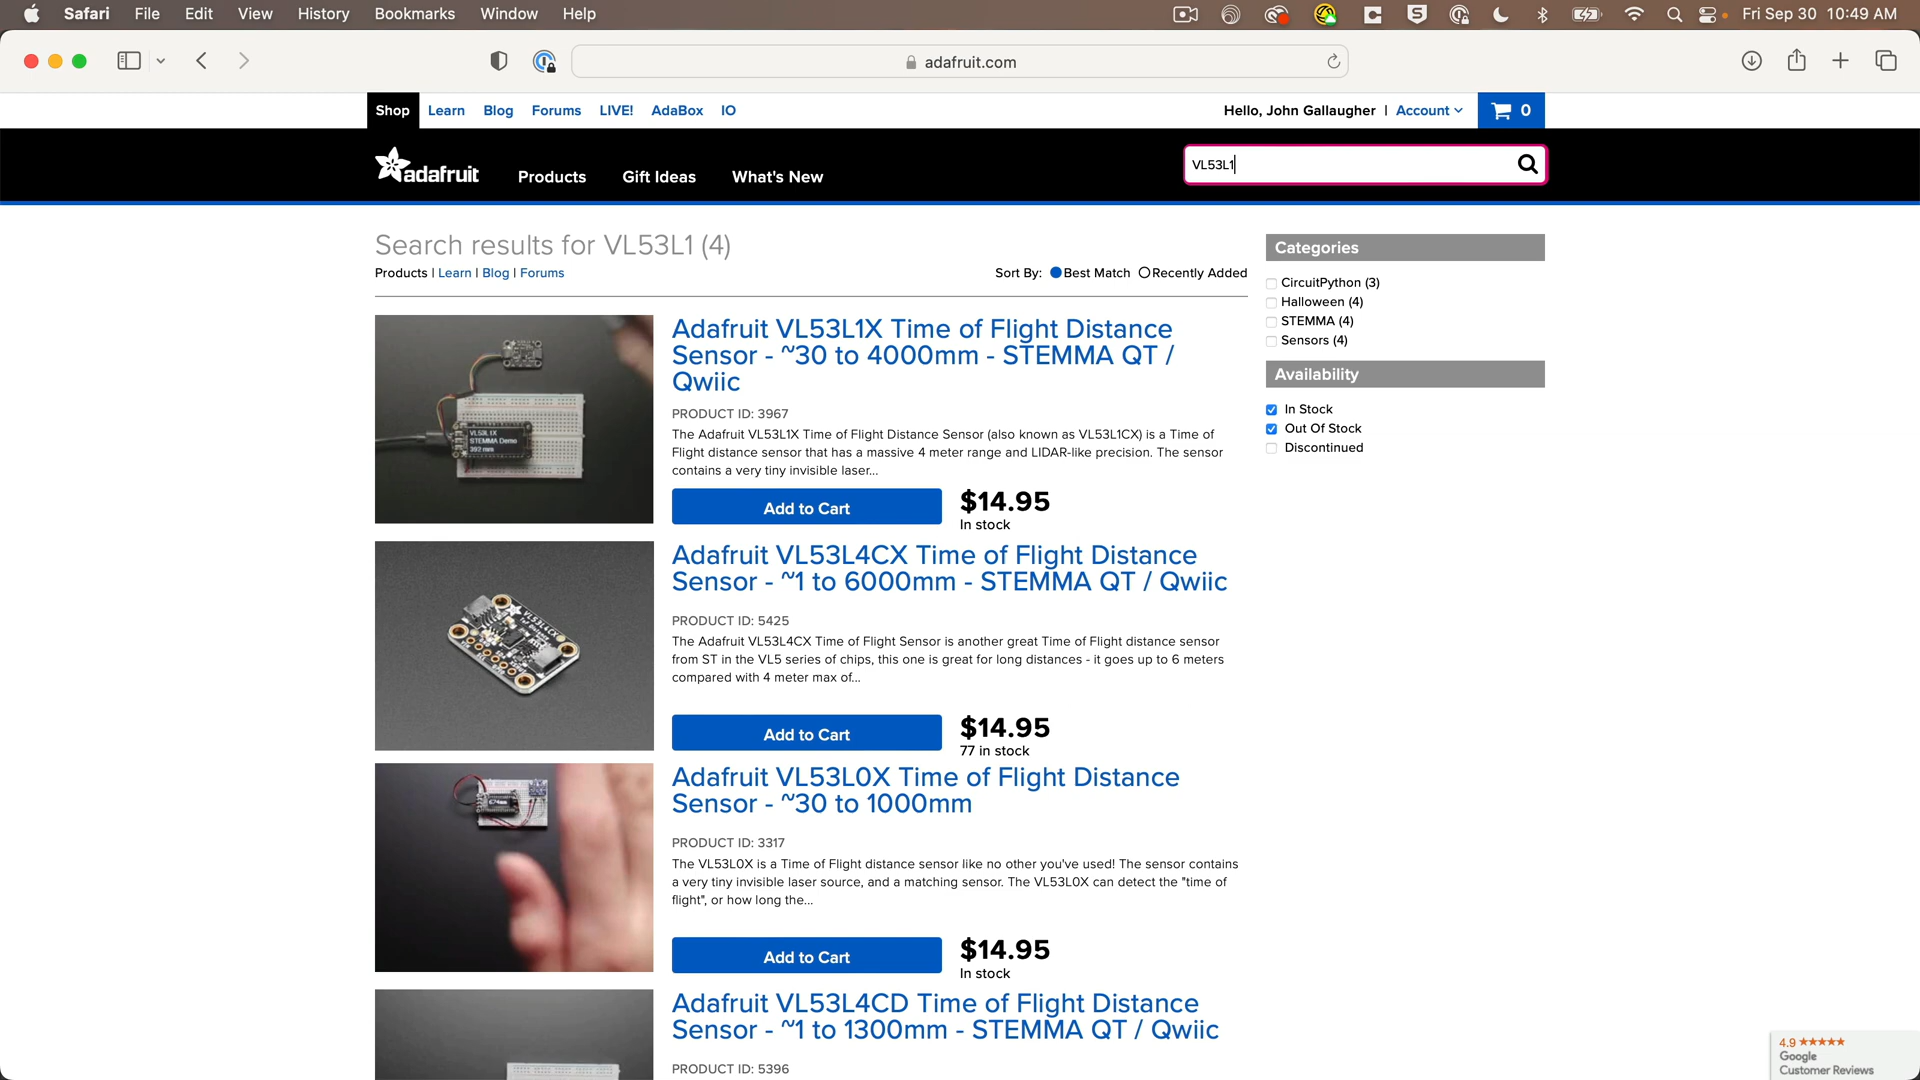 Safari File Edit View History Bookmarks Window Help Fri Sep 30 10:49 AM
adafruit.com
Shop Learn Blog Forums LIVE! AdaBox IO Hello, John Gallaugher | Account 0
adafruit Products Gift Ideas What's New VL53L1
Search results for VL53L1 (4)
Products | Learn | Blog | Forums Sort By: Best Match Recently Added
Adafruit VL53L1X Time of Flight Distance
Sensor - ~30 to 4000mm - STEMMA QT /
Qwiic
PRODUCT ID: 3967
The Adafruit VL53L1X Time of Flight Distance Sensor (also known as VL53L1CX) is a Time of
Flight distance sensor that has a massive 4 meter range and LIDAR-like precision. The sensor
contains a very tiny invisible laser...
Add to Cart $14.95
In stock
VL53L1X
STEMMA Demo
392 mm
Adafruit VL53L4CX Time of Flight Distance
Sensor - ~1 to 6000mm - STEMMA QT / Qwiic
PRODUCT ID: 5425
The Adafruit VL53L4CX Time of Flight Sensor is another great Time of Flight distance sensor
from ST in the VL5 series of chips, this one is great for long distances - it goes up to 6 meters
compared with 4 meter max of...
Add to Cart $14.95
77 in stock
VL53L4CX
Adafruit VL53L0X Time of Flight Distance
Sensor - ~30 to 1000mm
PRODUCT ID: 3317
The VL53L0X is a Time of Flight distance sensor like no other you've used! The sensor contains
a very tiny invisible laser source, and a matching sensor. The VL53L0X can detect the "time of
flight", or how long the...
Add to Cart $14.95
In stock
Adafruit VL53L4CD Time of Flight Distance
Sensor - ~1 to 1300mm - STEMMA QT / Qwiic
PRODUCT ID: 5396
Categories
CircuitPython (3)
Halloween (4)
STEMMA (4)
Sensors (4)
Availability
In Stock
Out Of Stock
Discontinued
4.9 ★★★★★
Google
Customer Reviews